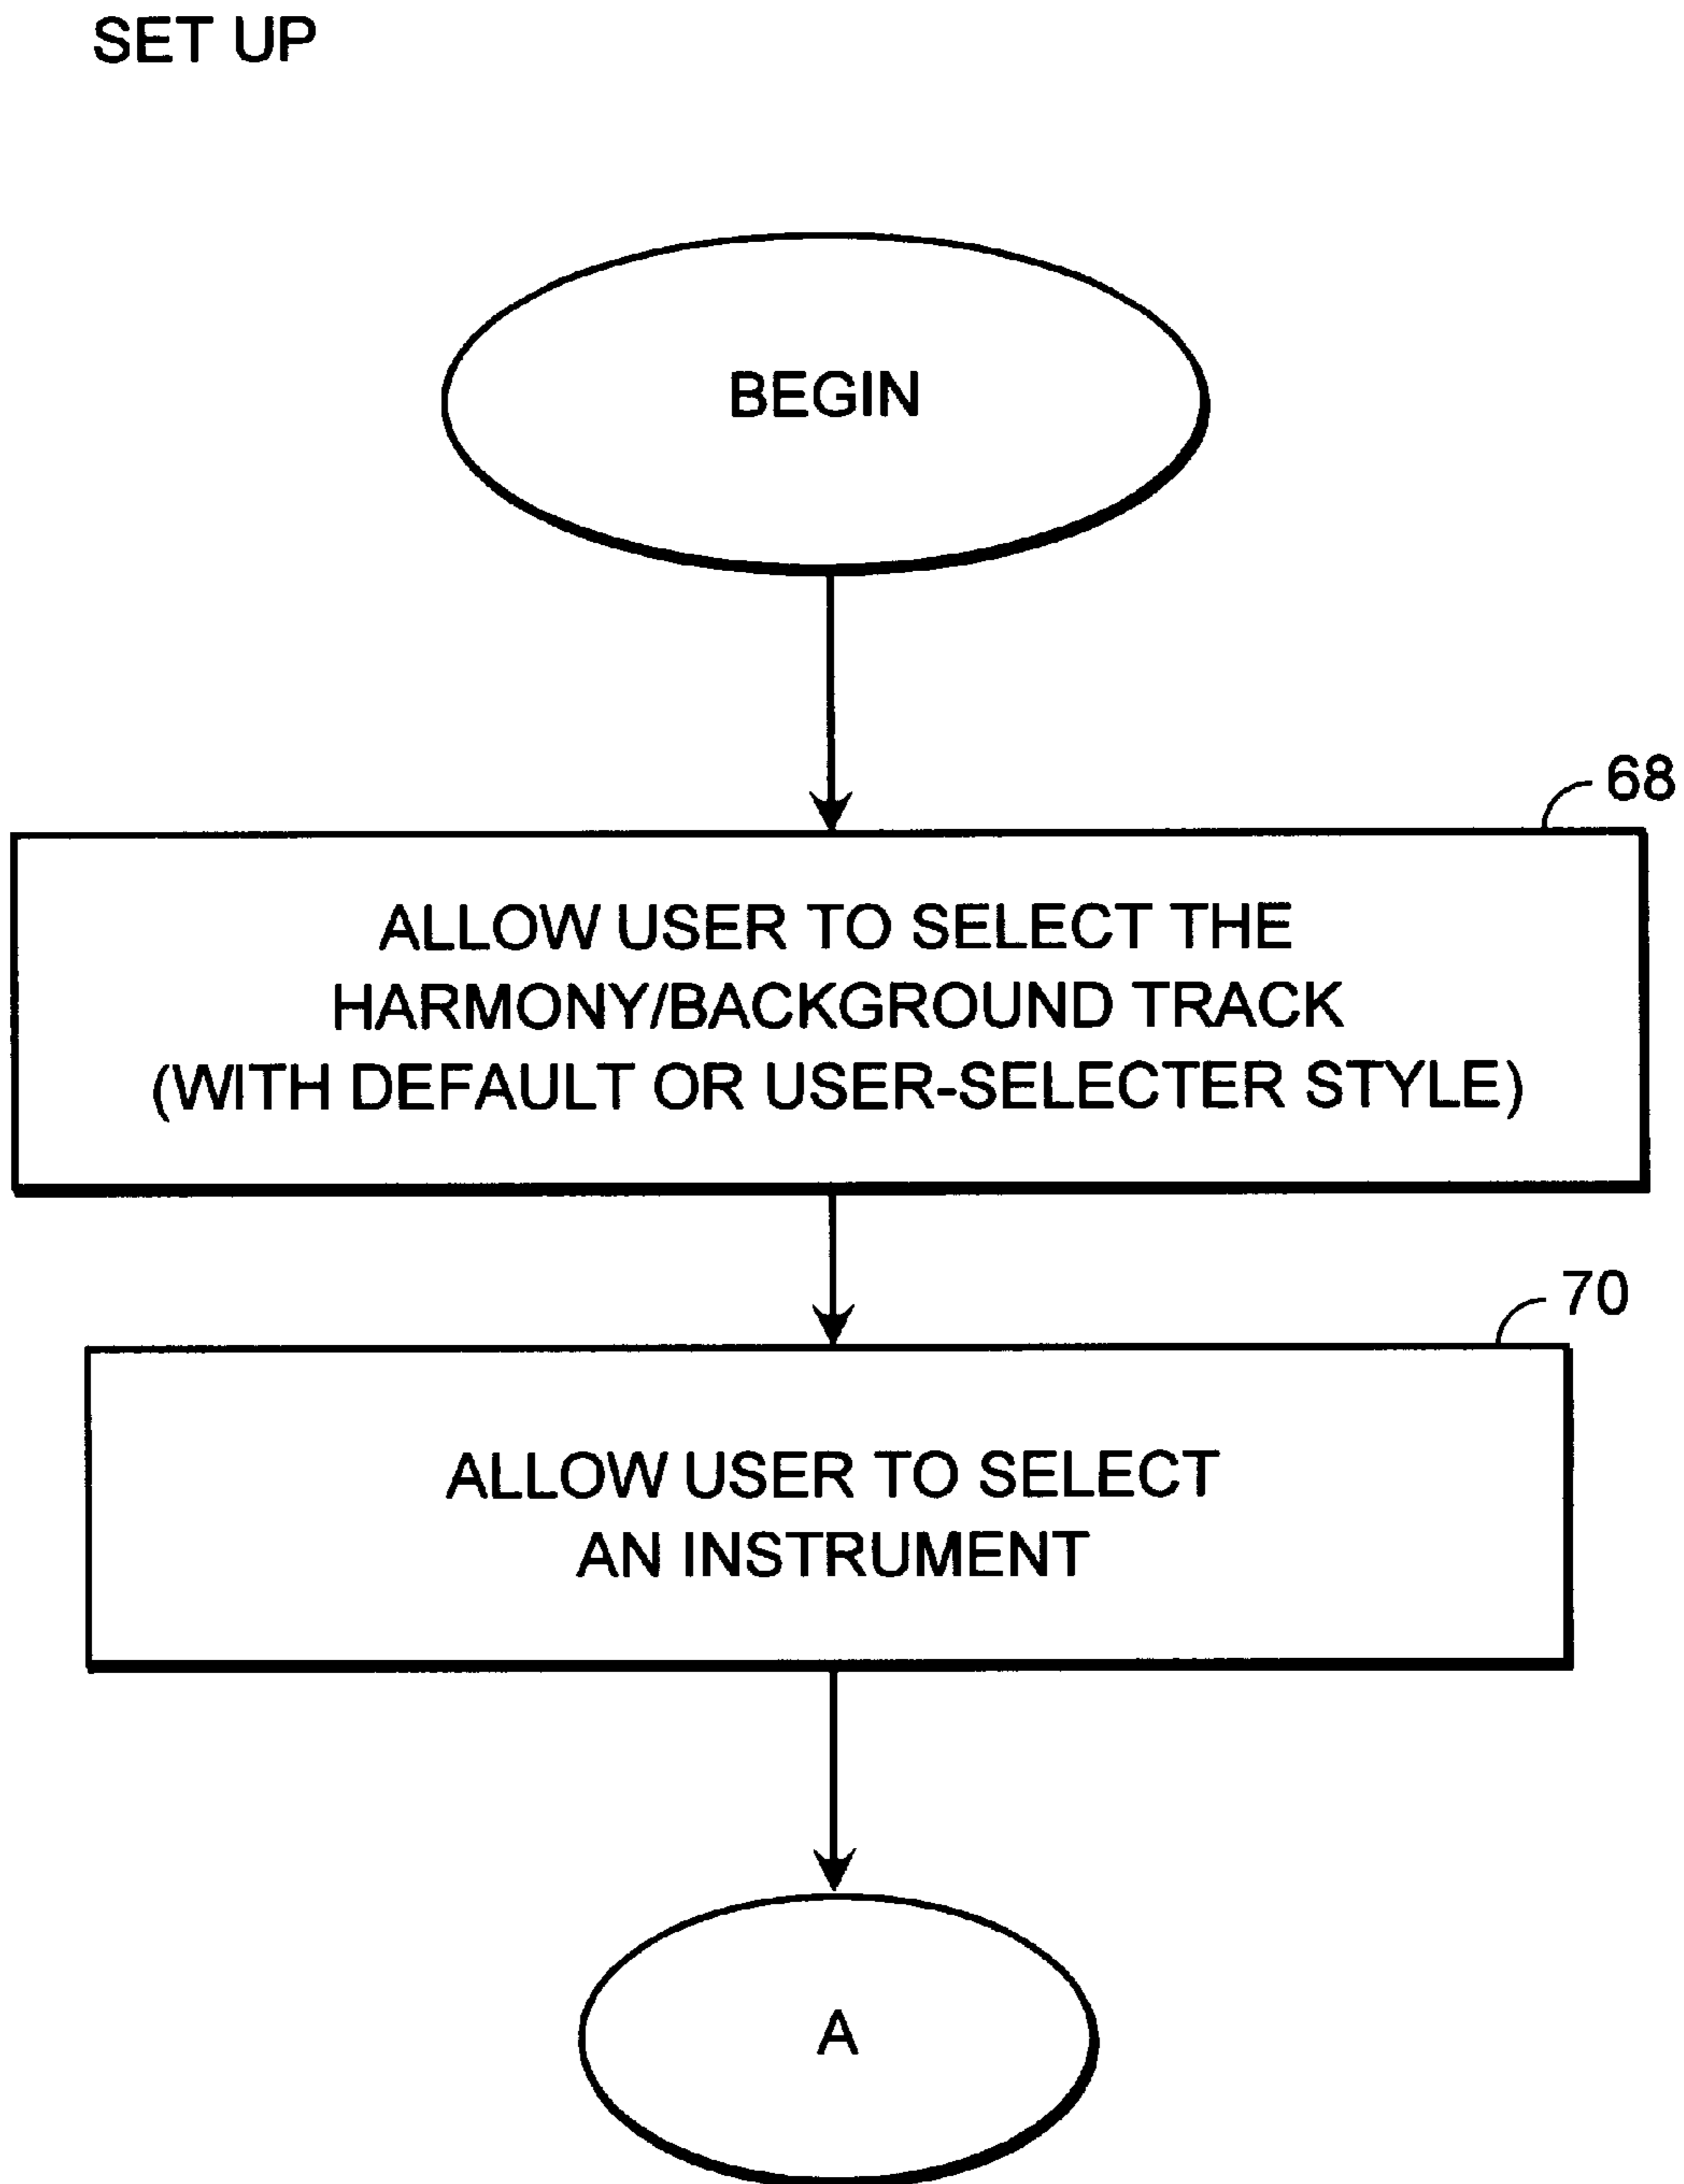 SET UP
BEGIN
68
ALLOW USER TO SELECT THE
HARMONY/BACKGROUND TRACK
(WITH DEFAULT OR USER-SELECTER STYLE)
70
ALLOW USER TO SELECT
AN INSTRUMENT
A